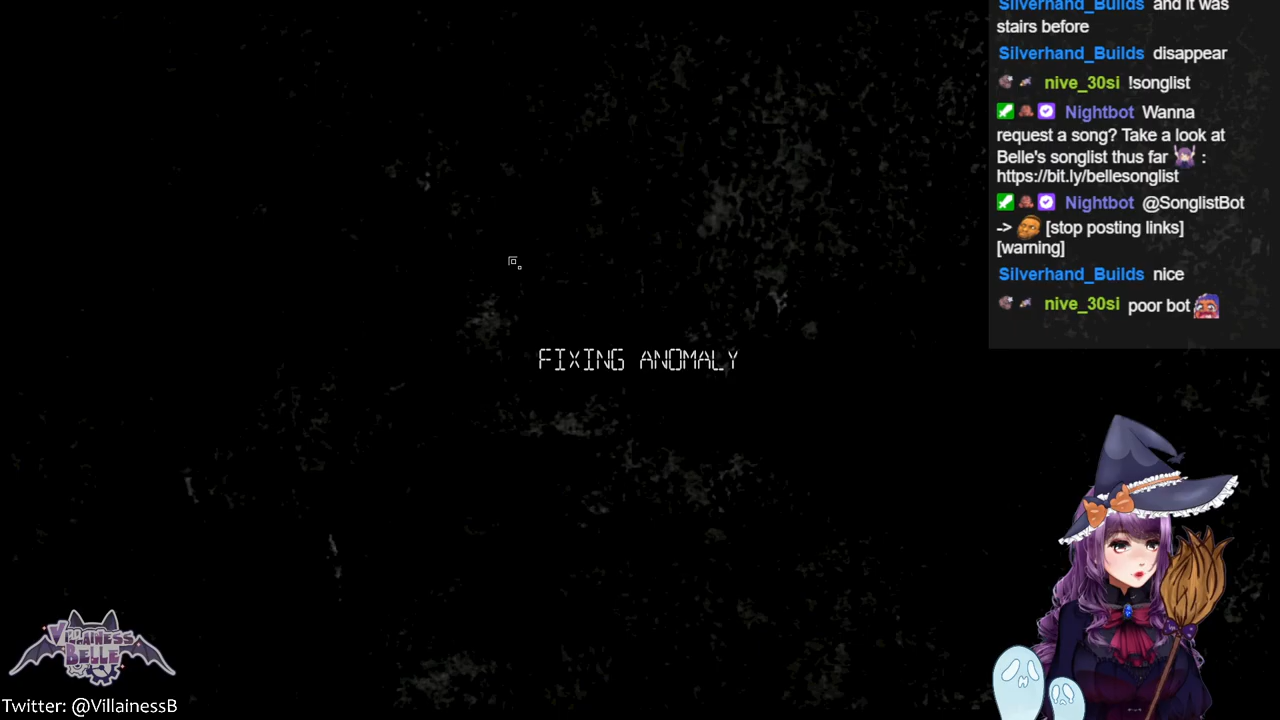 Silverhand_Builds and it was
stairs before
Silverhand_Builds disappear
nive_30si !songlist
Nightbot Wanna
request a song? Take a look at
Belle's songlist thus far :
https://bit.ly/bellesonglist
Nightbot @SonglistBot
-> [stop posting links]
[warning]
Silverhand_Builds nice
nive_30si poor bot
FIXING ANOMALY
VILLAINESS
BELLE
Twitter: @VillainessB